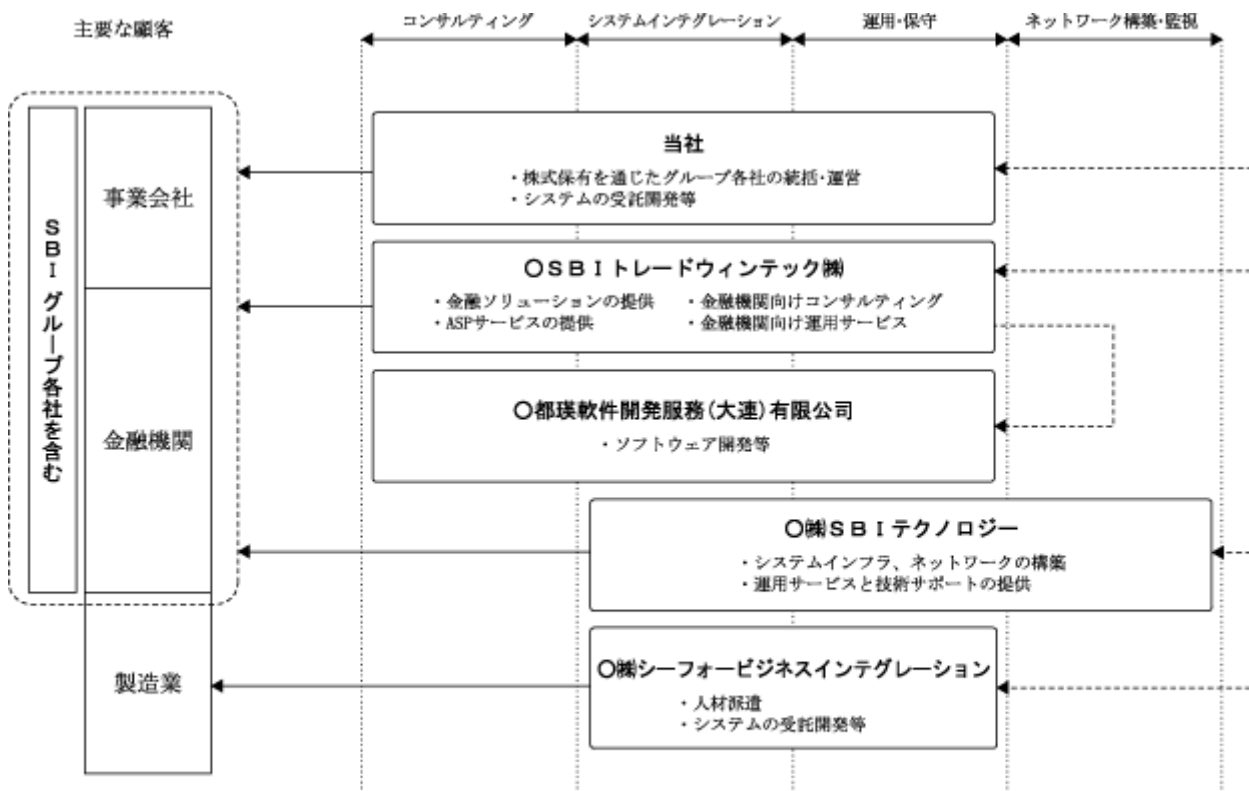 主要な顧客
コンサルティング
システムインテグレーション
運用・保守
ネットワーク構築・監視
SBIグループ各社を含む
事業会社
金融機関
製造業
当社
・株式保有を通じたグループ各社の統括・運営
・システムの受託開発等
○SBIトレードウィンテック㈱
・金融ソリューションの提供 ・金融機関向けコンサルティング
・ASPサービスの提供 ・金融機関向け運用サービス
○都瑛軟件開発服務(大連)有限公司
・ソフトウェア開発等
○㈱SBIテクノロジー
・システムインフラ、ネットワークの構築
・運用サービスと技術サポートの提供
○㈱シーフォービジネスインテグレーション
・人材派遣
・システムの受託開発等